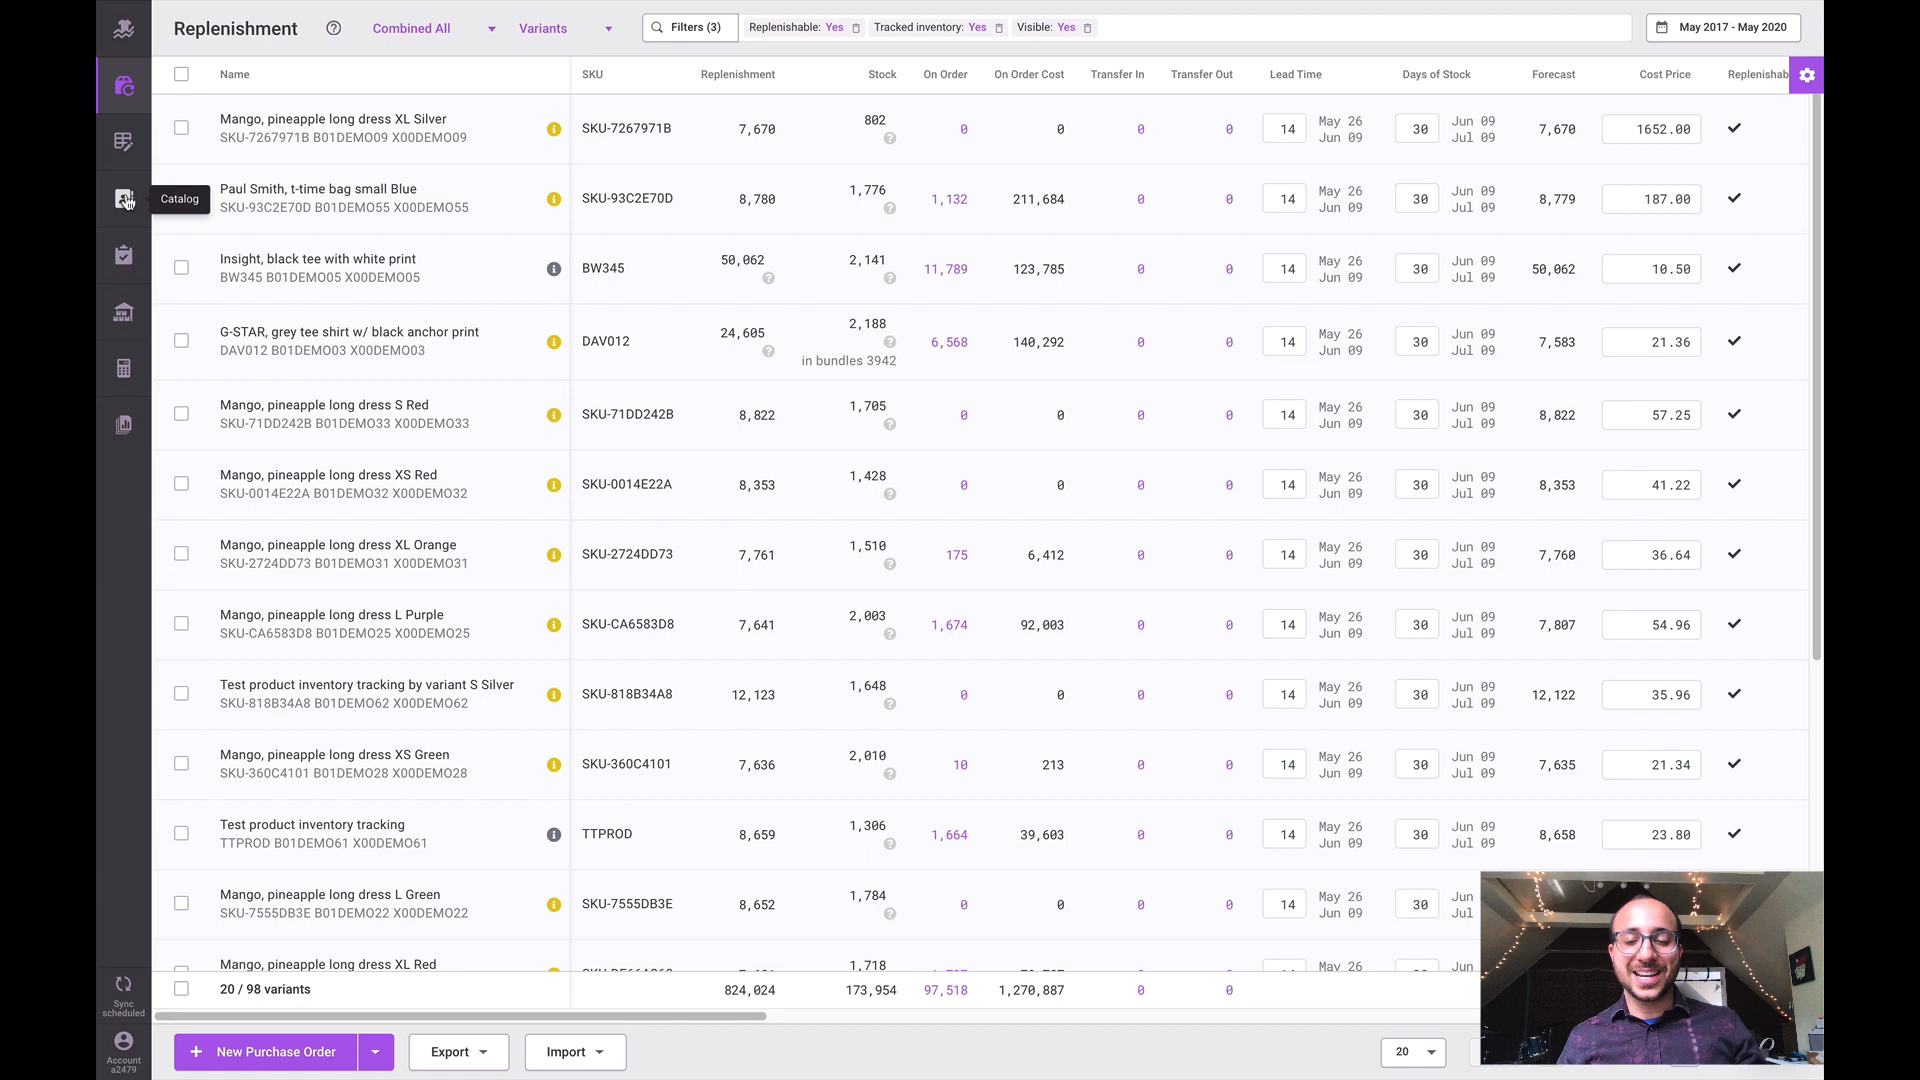 Replenishment Combined All Variants Filters (3) Replenishable: Yes Tracked inventory: Yes Visible: Yes May 2017 - May 2020
Name SKU Replenishment Stock On Order On Order Cost Transfer In Transfer Out Lead Time Days of Stock Forecast Cost Price Replenishab
Mango, pineapple long dress XL Silver
SKU-7267971B B01DEMO09 X00DEMO09
SKU-7267971B 7,670 802 0 0 0 0 14 May 26 Jun 09 30 Jun 09 Jul 09 7,670 1652.00
Catalog
Paul Smith, t-time bag small Blue
SKU-93C2E70D B01DEMO55 X00DEMO55
SKU-93C2E70D 8,780 1,776 1,132 211,684 0 0 14 May 26 Jun 09 30 Jun 09 Jul 09 8,779 187.00
Insight, black tee with white print
BW345 B01DEMO05 X00DEMO05
BW345 50,062 2,141 11,789 123,785 0 0 14 May 26 Jun 09 30 Jun 09 Jul 09 50,062 10.50
G-STAR, grey tee shirt w/ black anchor print
DAV012 B01DEMO03 X00DEMO03
DAV012 24,605 2,188 in bundles 3942 6,568 140,292 0 0 14 May 26 Jun 09 30 Jun 09 Jul 09 7,583 21.36
Mango, pineapple long dress S Red
SKU-71DD242B B01DEMO33 X00DEMO33
SKU-71DD242B 8,822 1,705 0 0 0 0 14 May 26 Jun 09 30 Jun 09 Jul 09 8,822 57.25
Mango, pineapple long dress XS Red
SKU-0014E22A B01DEMO32 X00DEMO32
SKU-0014E22A 8,353 1,428 0 0 0 0 14 May 26 Jun 09 30 Jun 09 Jul 09 8,353 41.22
Mango, pineapple long dress XL Orange
SKU-2724DD73 B01DEMO31 X00DEMO31
SKU-2724DD73 7,761 1,510 175 6,412 0 0 14 May 26 Jun 09 30 Jun 09 Jul 09 7,760 36.64
Mango, pineapple long dress L Purple
SKU-CA6583D8 B01DEMO25 X00DEMO25
SKU-CA6583D8 7,641 2,003 1,674 92,003 0 0 14 May 26 Jun 09 30 Jun 09 Jul 09 7,807 54.96
Test product inventory tracking by variant S Silver
SKU-818B34A8 B01DEMO62 X00DEMO62
SKU-818B34A8 12,123 1,648 0 0 0 0 14 May 26 Jun 09 30 Jun 09 Jul 09 12,122 35.96
Mango, pineapple long dress XS Green
SKU-360C4101 B01DEMO28 X00DEMO28
SKU-360C4101 7,636 2,010 10 213 0 0 14 May 26 Jun 09 30 Jun 09 Jul 09 7,635 21.34
Test product inventory tracking
TTPROD B01DEMO61 X00DEMO61
TTPROD 8,659 1,306 1,664 39,603 0 0 14 May 26 Jun 09 30 Jun 09 Jul 09 8,658 23.80
Mango, pineapple long dress L Green
SKU-7555DB3E B01DEMO22 X00DEMO22
SKU-7555DB3E 8,652 1,784 0 0 0 0 14 May 26 Jun 09 30 Jun Jul
Mango, pineapple long dress XL Red
1,718 May 26 Jun
20 / 98 variants 824,024 173,954 97,518 1,270,887 0 0
Sync
scheduled
Account
a2479
New Purchase Order Export Import 20